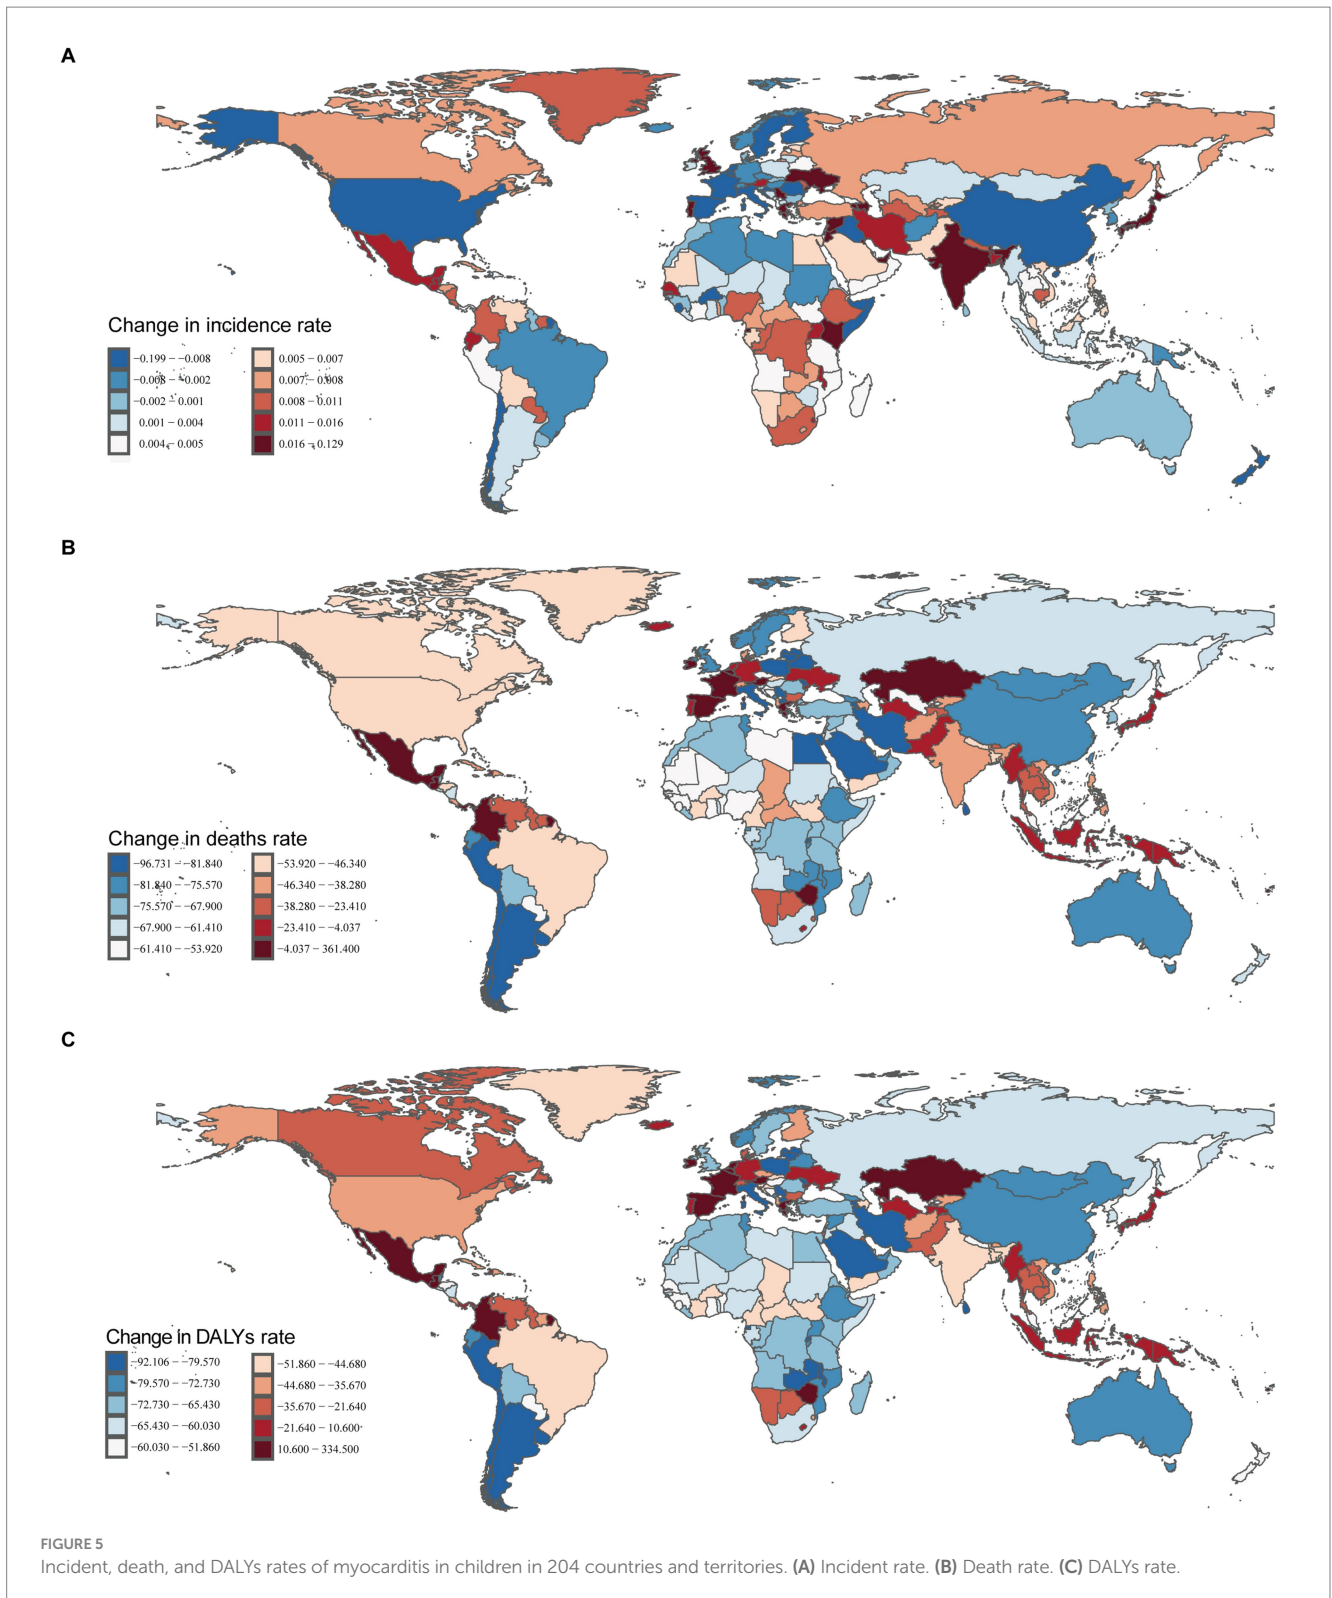 A
Change in incidence rate
−0.199 – −0.008
−0.008 – −0.002
−0.002 – 0.001
0.001 – 0.004
0.004 – 0.005
0.005 – 0.007
0.007 – 0.008
0.008 – 0.011
0.011 – 0.016
0.016 – 0.129
B
Change in deaths rate
−96.731 – −81.840
−81.840 – −75.570
−75.570 – −67.900
−67.900 – −61.410
−61.410 – −53.920
−53.920 – −46.340
−46.340 – −38.280
−38.280 – −23.410
−23.410 – −4.037
−4.037 – 361.400
C
Change in DALYs rate
−92.106 – −79.570
−79.570 – −72.730
−72.730 – −65.430
−65.430 – −60.030
−60.030 – −51.860
−51.860 – −44.680
−44.680 – −35.670
−35.670 – −21.640
−21.640 – 10.600
10.600 – 334.500
FIGURE 5
Incident, death, and DALYs rates of myocarditis in children in 204 countries and territories. (A) Incident rate. (B) Death rate. (C) DALYs rate.